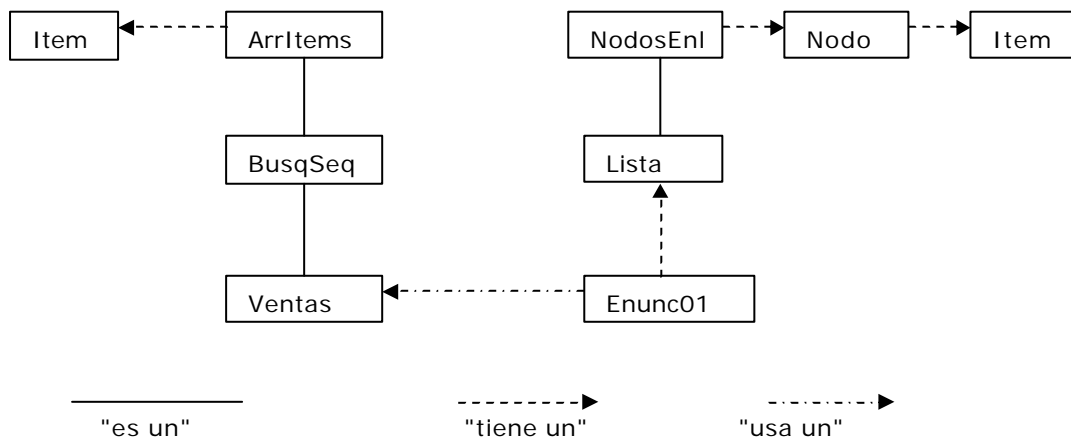 Item ArrItems NodosEnl Nodo Item
BusqSeq Lista
Ventas Enunc01
"es un" "tiene un" "usa un"